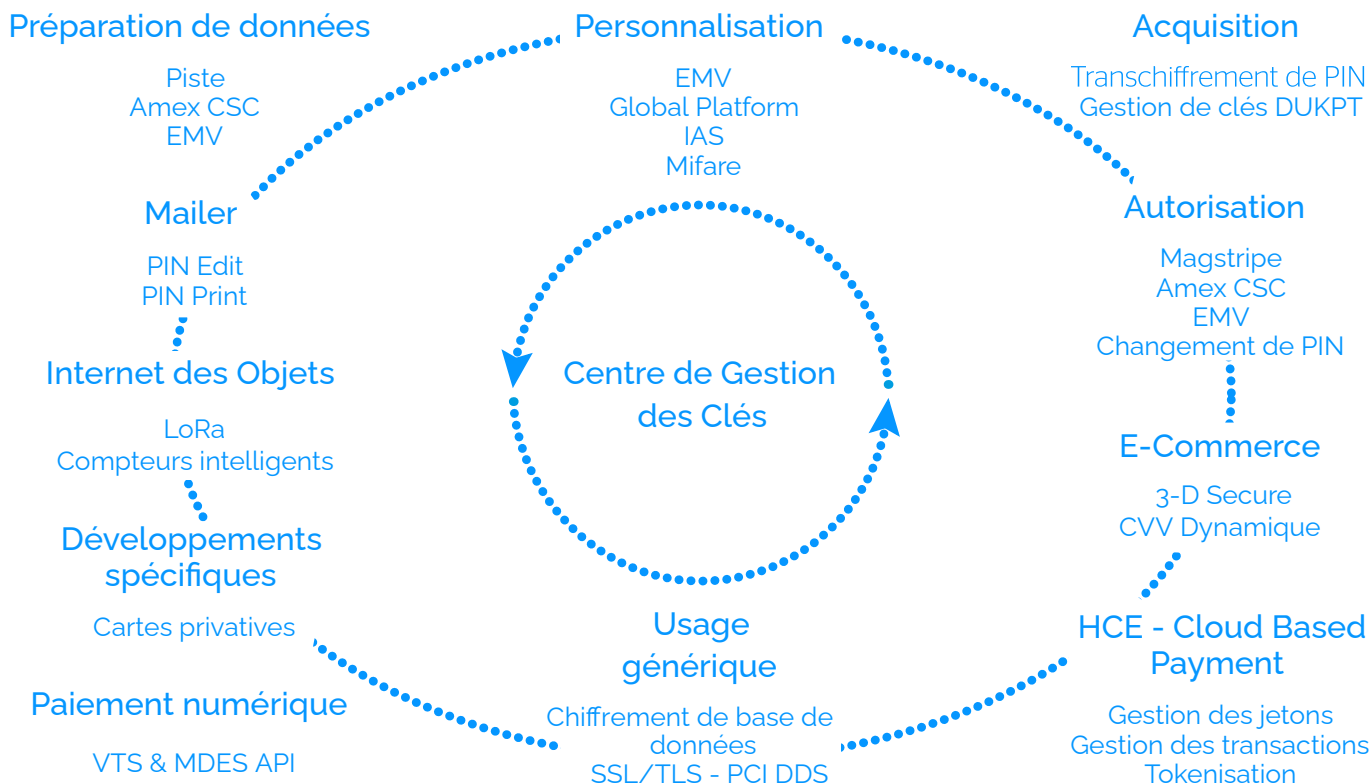 Préparation de données
Piste
Amex CSC
EMV
Personnalisation
EMV
Global Platform
IAS
Mifare
Acquisition
Transchiffrement de PIN
Gestion de clés DUKPT
Mailer
PIN Edit
PIN Print
Autorisation
Magstripe
Amex CSC
EMV
Changement de PIN
Internet des Objets
LoRa
Compteurs intelligents
Centre de Gestion
des Clés
E-Commerce
3-D Secure
CVV Dynamique
Développements
spécifiques
Cartes privatives
Usage
générique
Chiffrement de base de
données
SSL/TLS - PCI DDS
HCE - Cloud Based
Payment
Gestion des jetons
Gestion des transactions
Tokenisation
Paiement numérique
VTS & MDES API